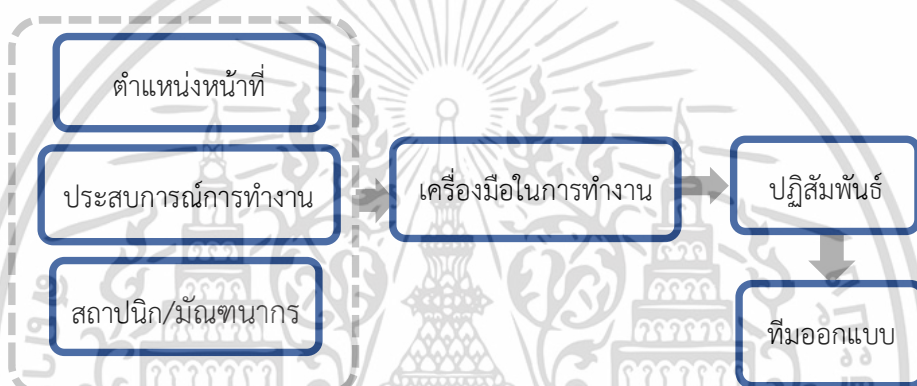 ตำแหน่งหน้าที่
ประสบการณ์การทำงาน
สถาปนิก/มัณฑนากร
เครื่องมือในการทำงาน
ปฏิสัมพันธ์
ทีมออกแบบ